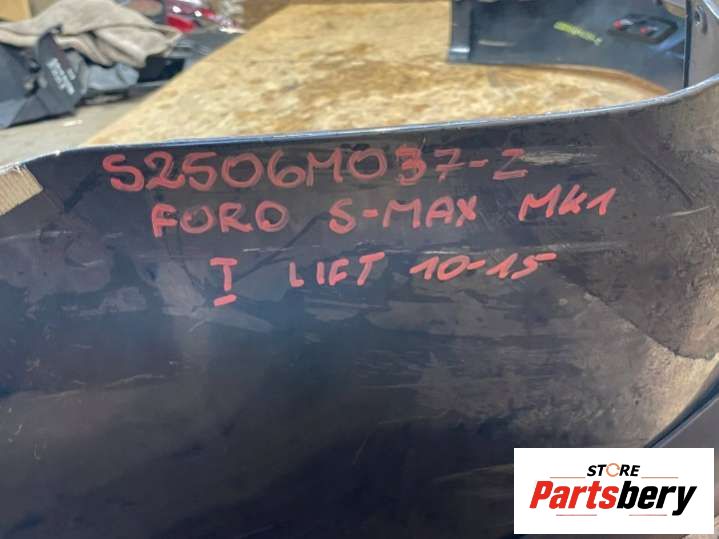 S2506M037-Z
FORD S-MAX MK1
I LIFT 10-15
STORE
Partsbery